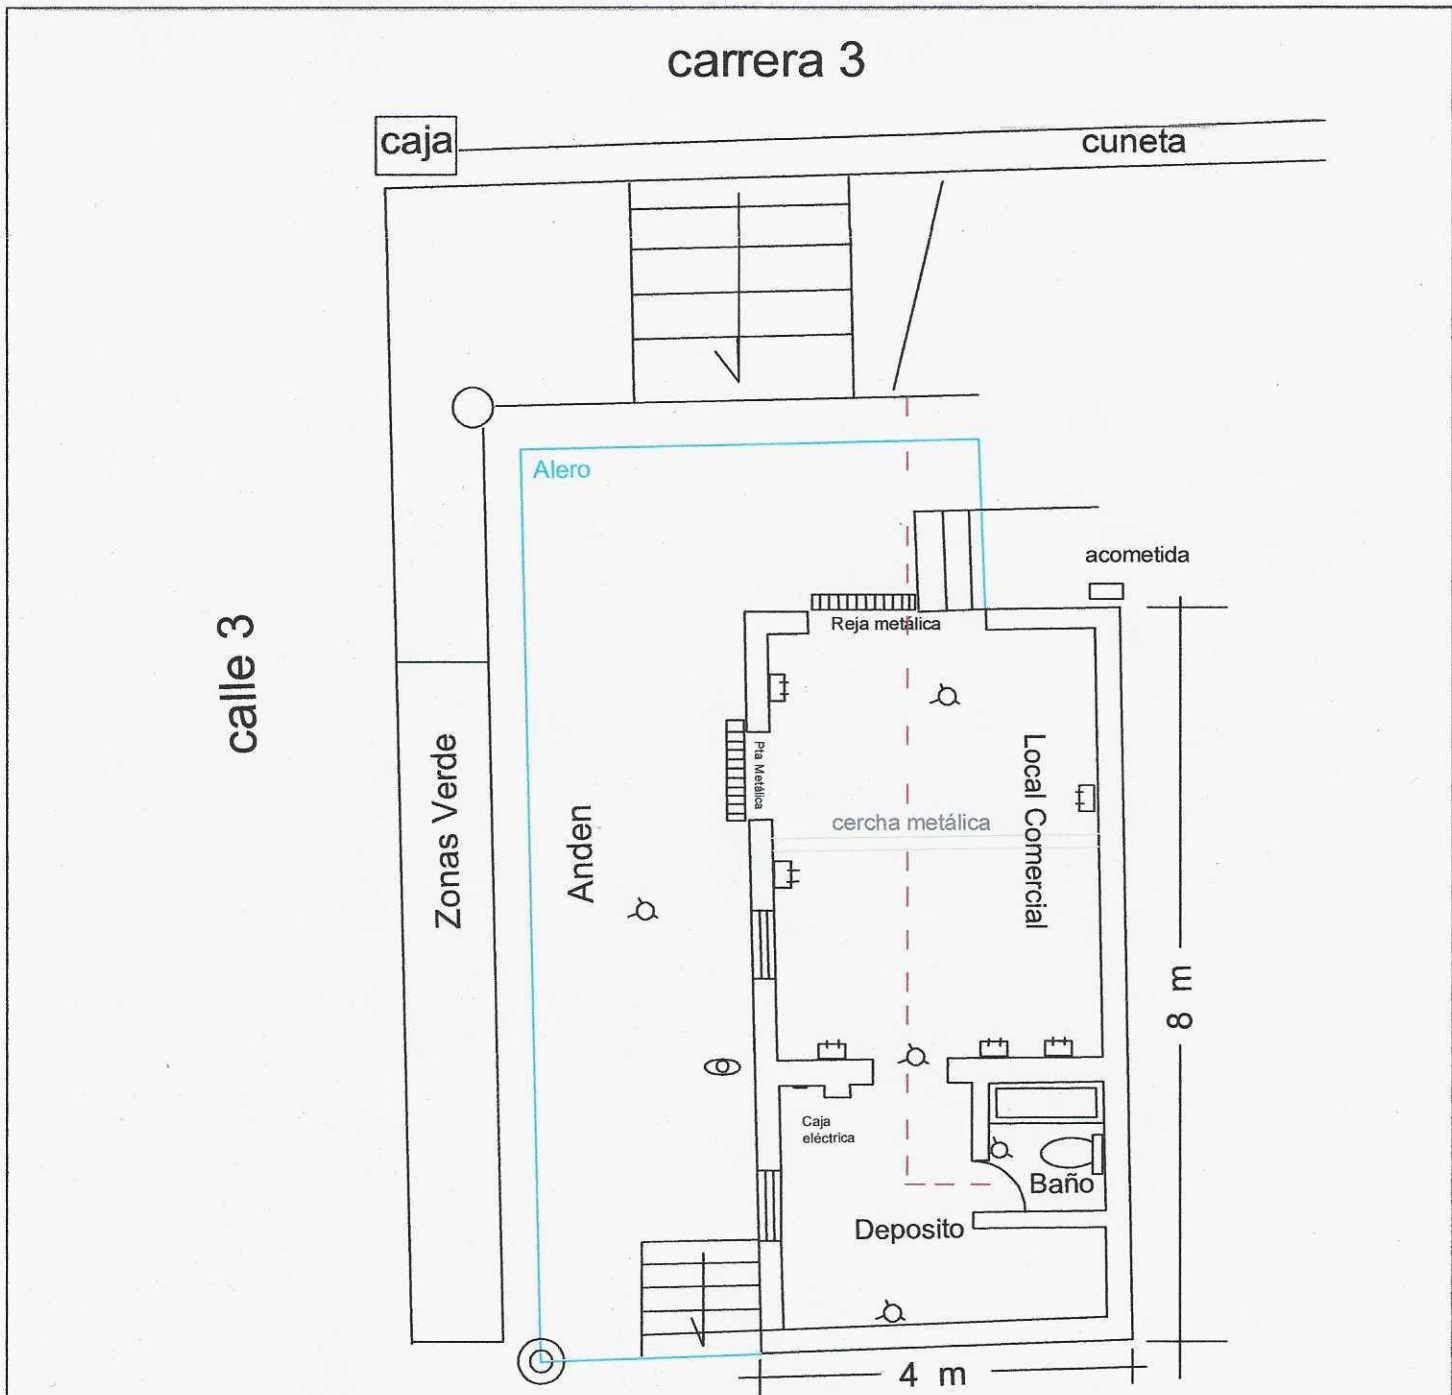 carrera 3
caja
cuneta
Alero
acometida
Reja metálica
calle 3
Zonas Verde
Anden
Pta Metálica
Local Comercial
cercha metálica
8 m
Caja
eléctrica
Baño
Deposito
4 m